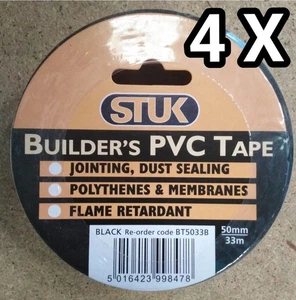 4 X
STUK
BUILDER'S PVC TAPE
JOINTING, DUST SEALING
POLYTHENES & MEMBRANES
FLAME RETARDANT
BLACK Re-order code BT5033B
50mm
33m
5 016423 998478